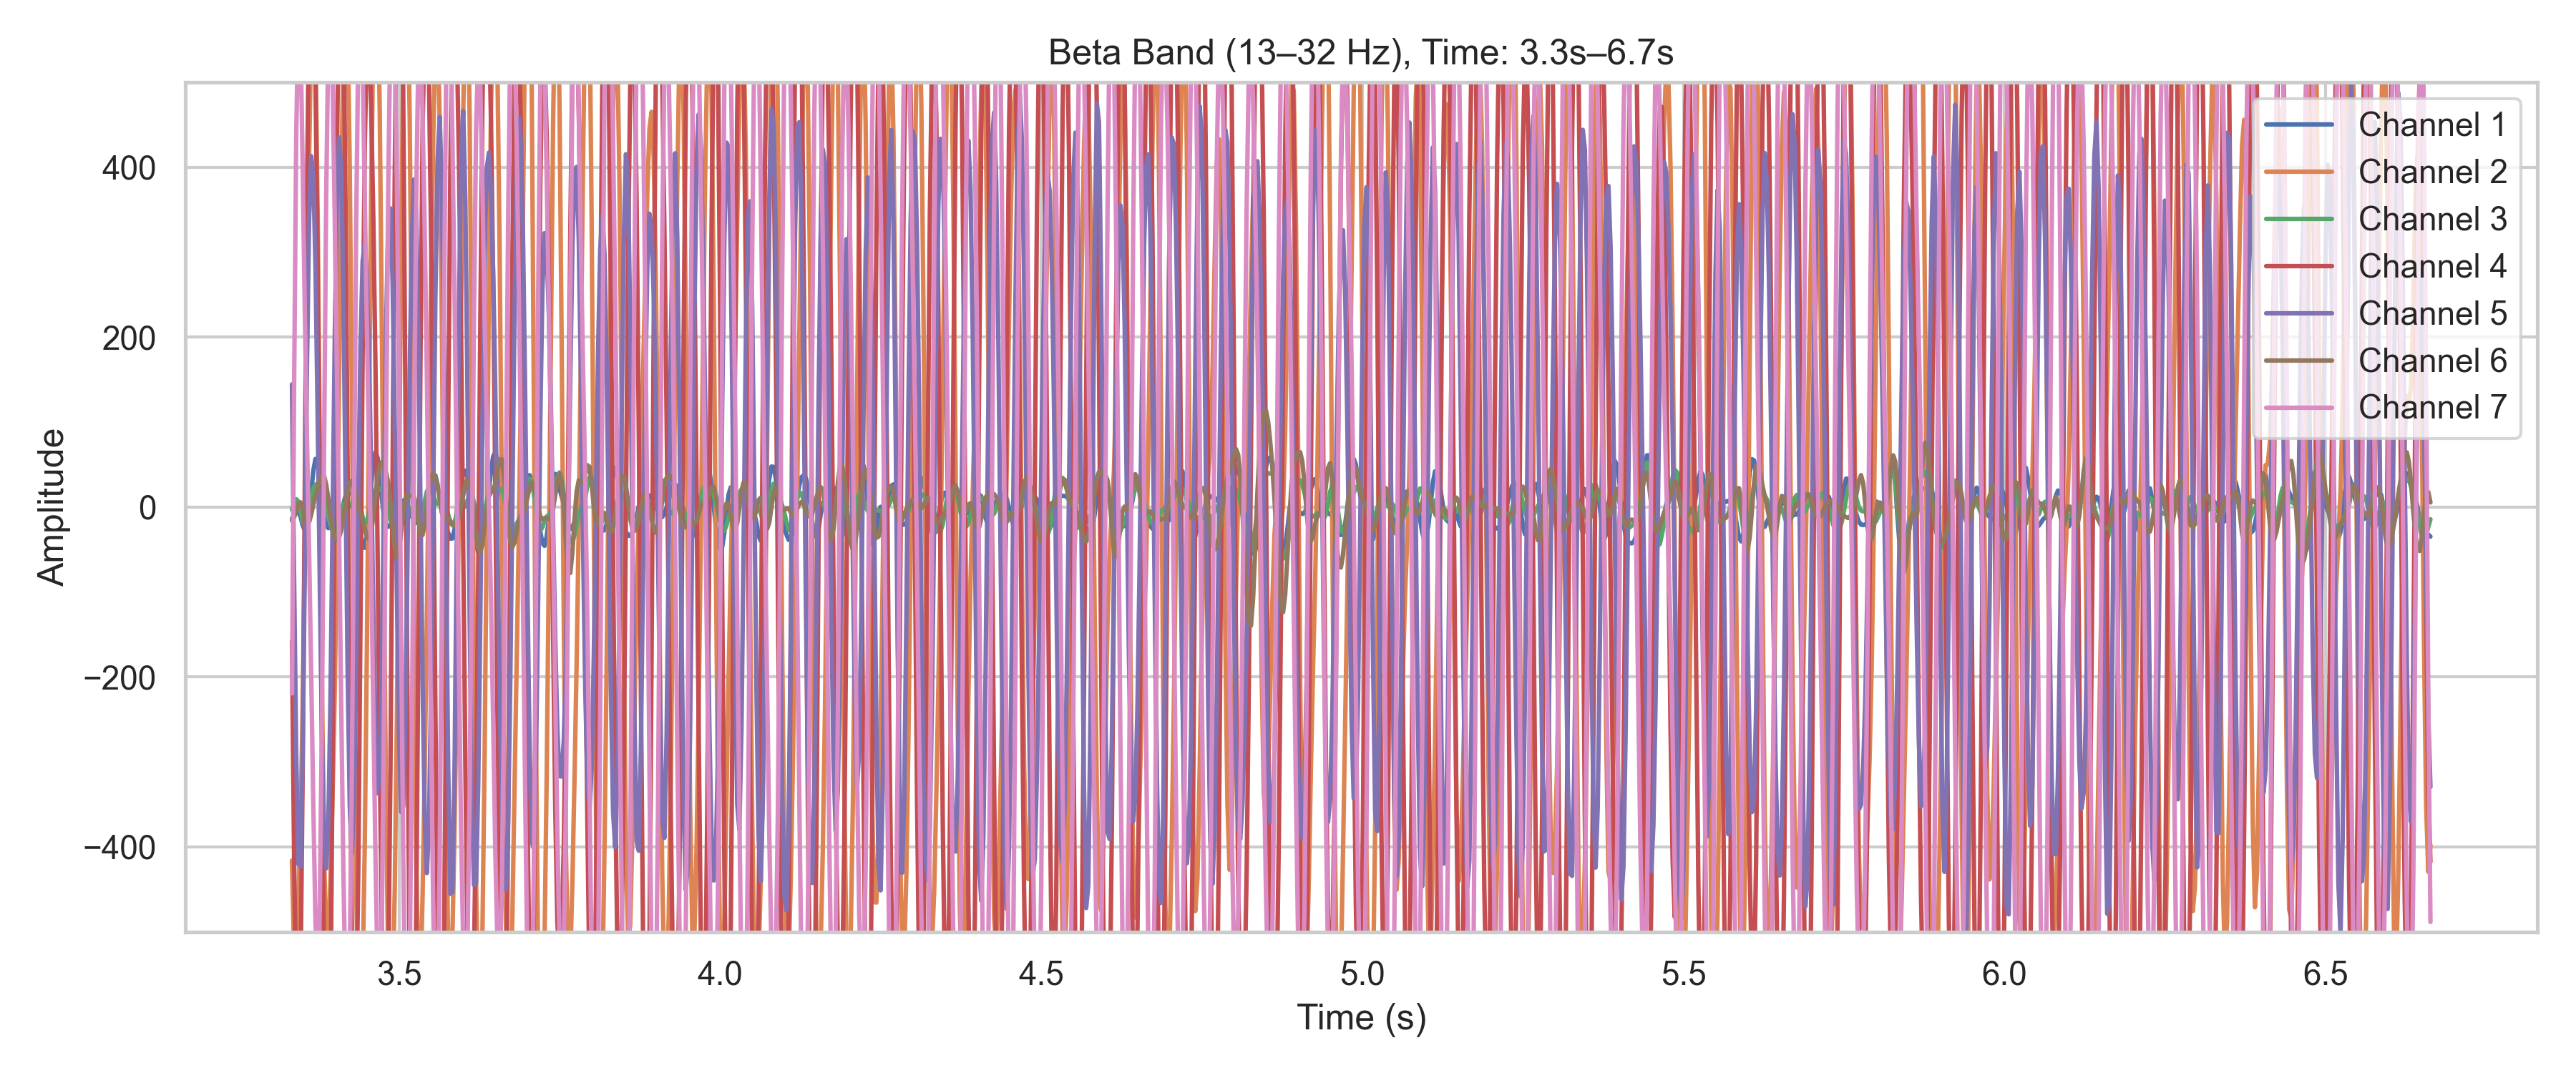 Beta Band (13–32 Hz), Time: 3.3s–6.7s
Amplitude
400
200
0
−200
−400
3.5
4.0
4.5
5.0
5.5
6.0
6.5
Time (s)
Channel 1
Channel 2
Channel 3
Channel 4
Channel 5
Channel 6
Channel 7